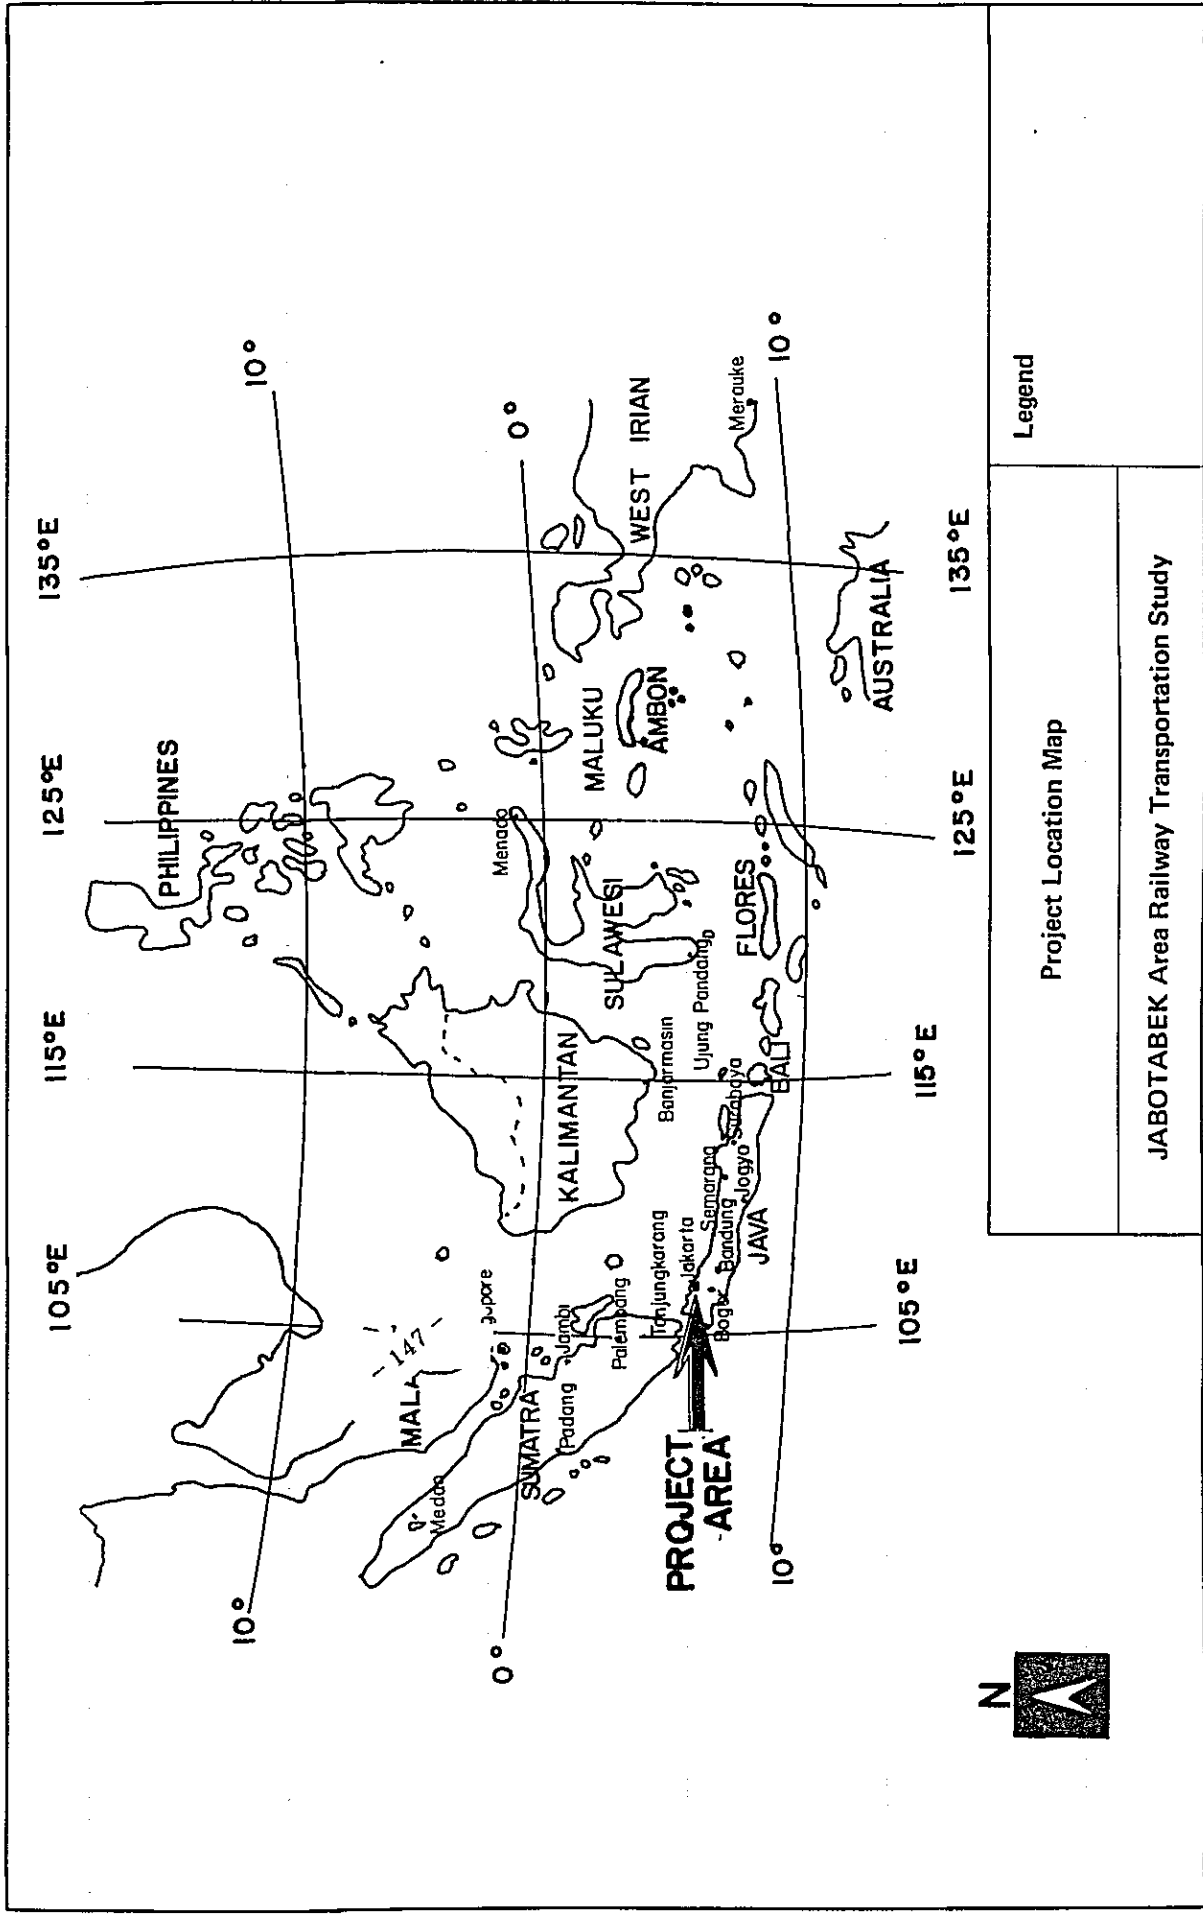 105°E
115°E
125°E
135°E
PHILIPPINES
10°
10°
- 147 -
MALA
Medan
Menado
0°
0°
SUMATRA
Padang
Jambi
KALIMANTAN
SULAWESI
MALUKU
AMBON
WEST IRIAN
Palembang
Banjarmasin
Tanjungkarang
Ujung Pandang
PROJECT
AREA
Jakarta
Bogor
Bandung
Semarang
Jogya
Surabaya
JAVA
BALI
FLORES
Merauke
10°
10°
AUSTRALIA
105°E
115°E
125°E
135°E
N
Project Location Map
Legend
JABOTABEK Area Railway Transportation Study